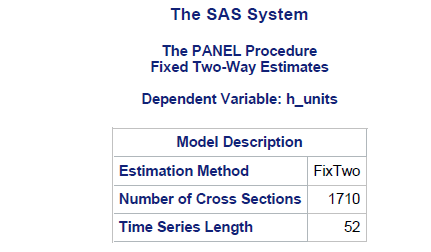 The SAS System
The PANEL Procedure
Fixed Two-Way Estimates
Dependent Variable: h_units
Model Description
Estimation Method FixTwo
Number of Cross Sections 1710
Time Series Length 52